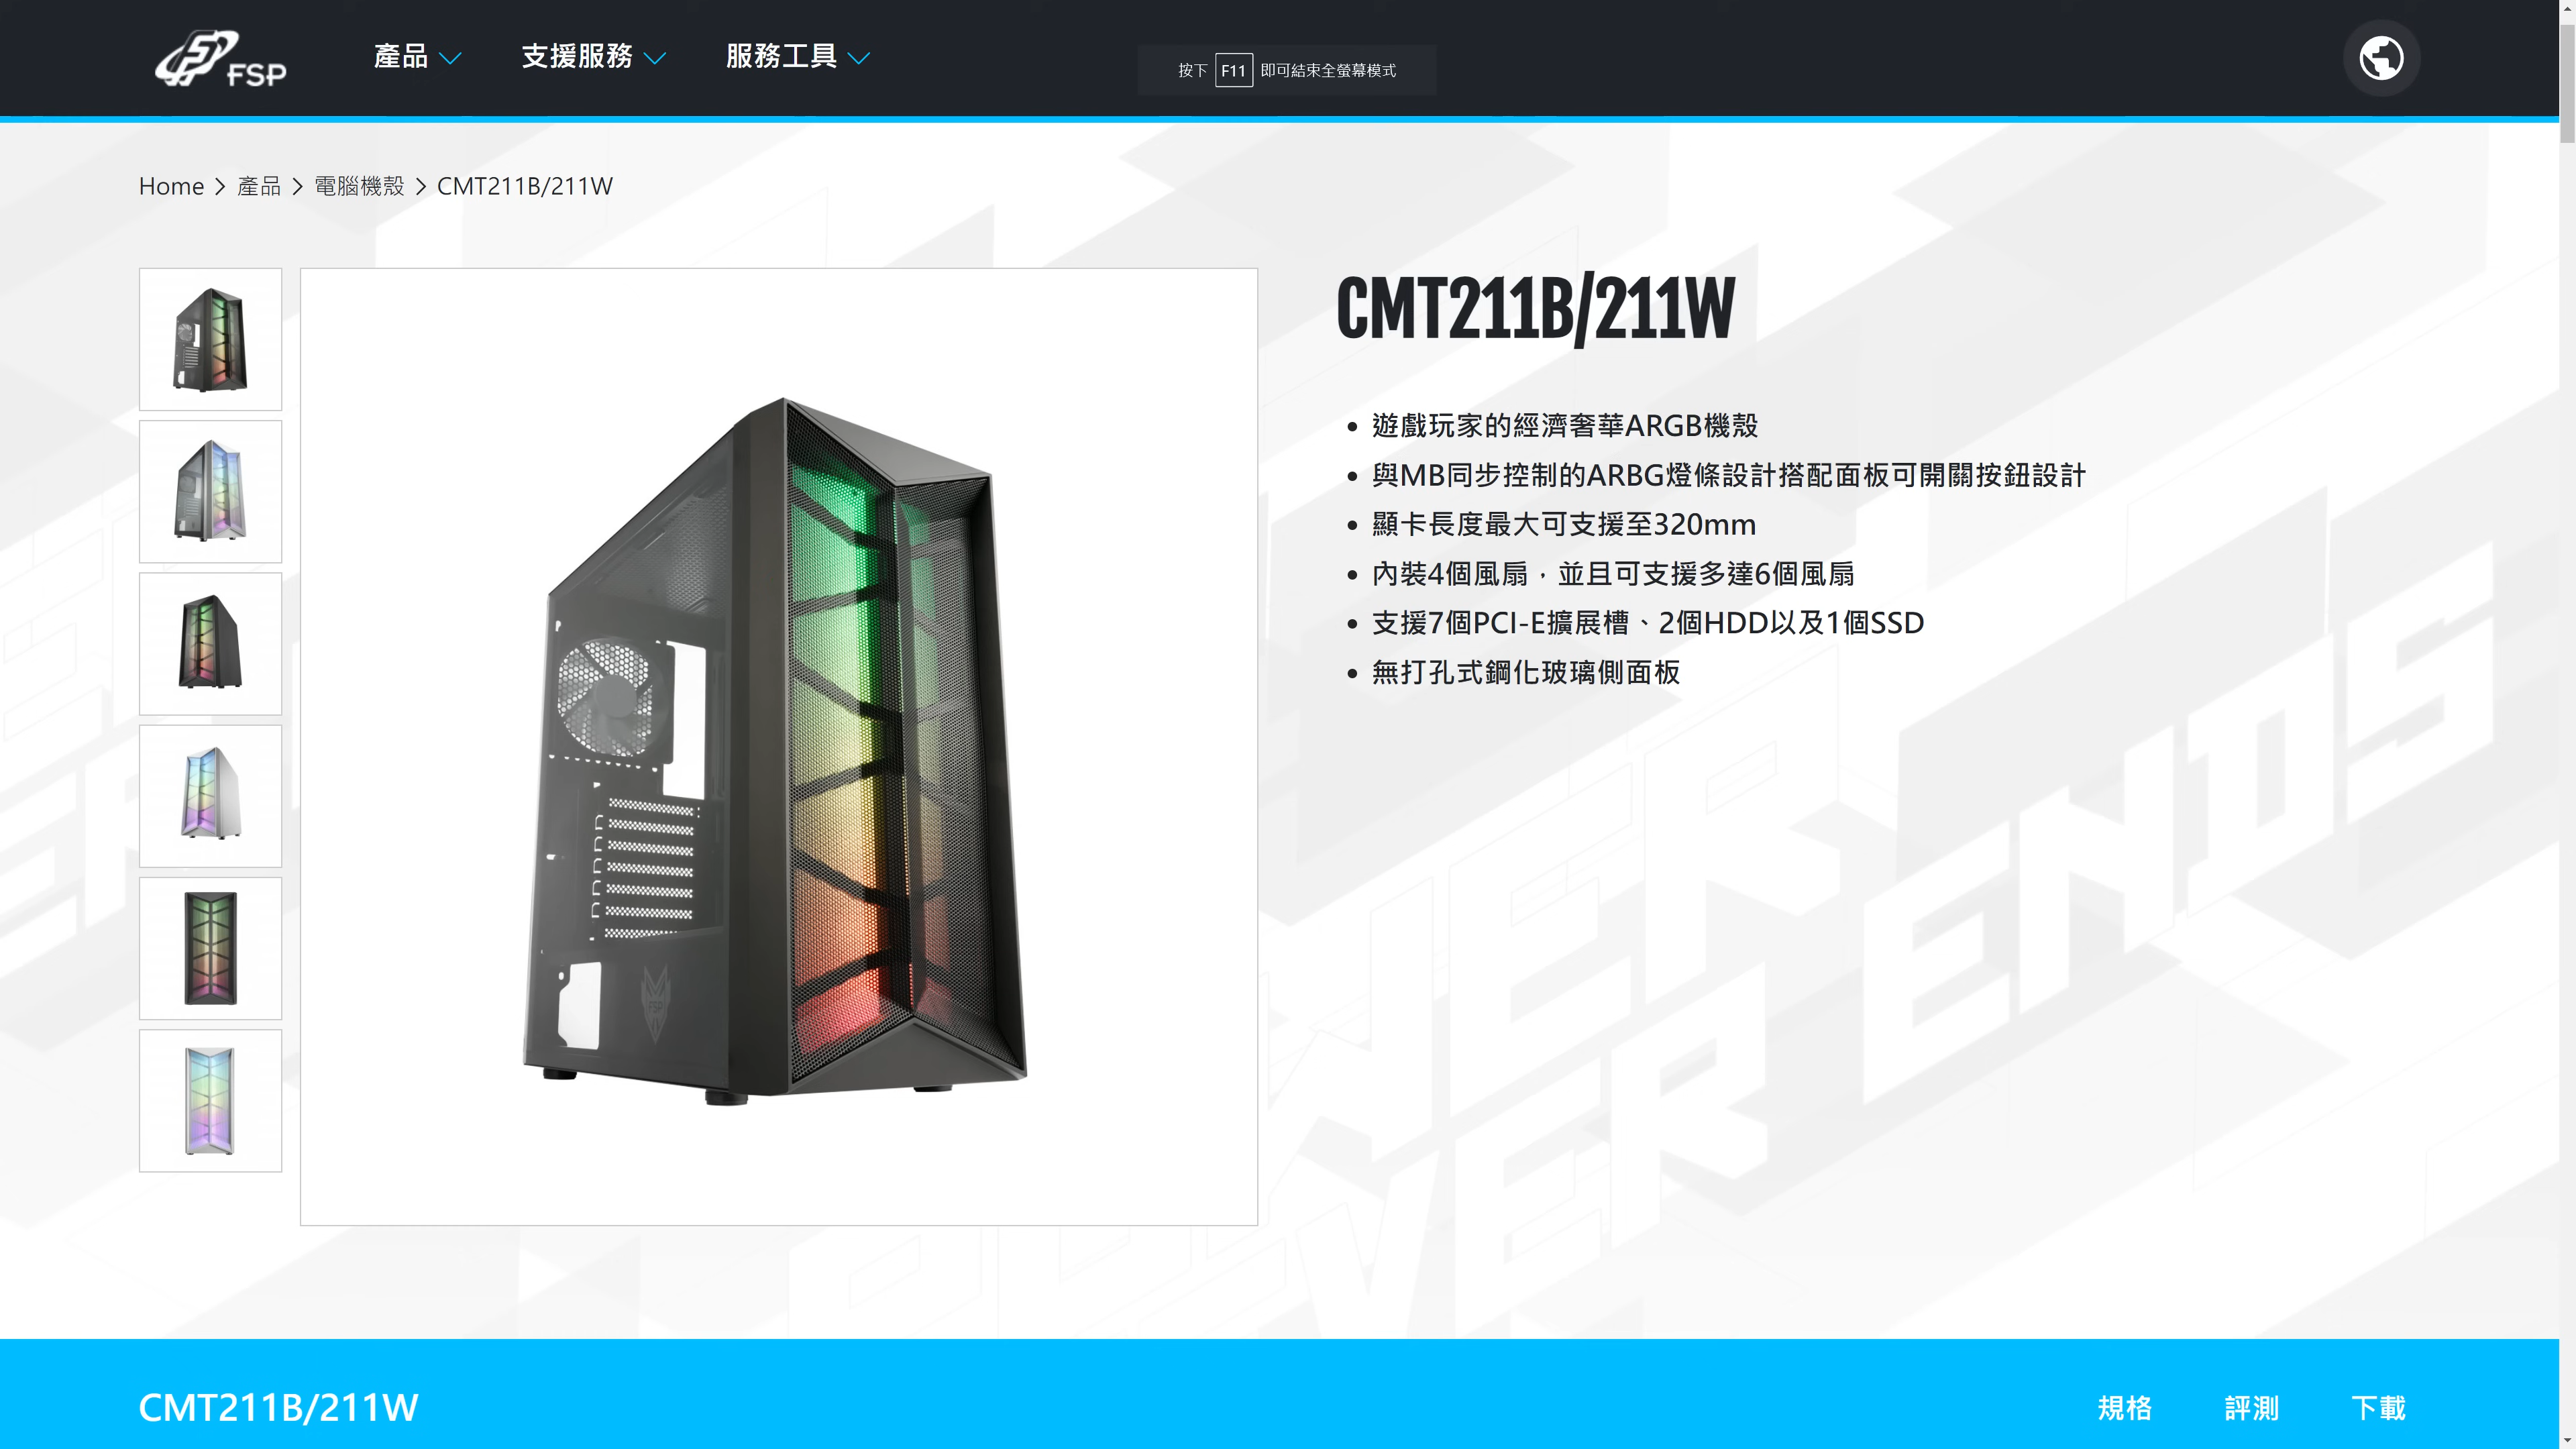 FSP
產品
支援服務
服務工具
按下 F11 即可結束全螢幕模式
Home > 產品 > 電腦機殼 > CMT211B/211W
CMT211B/211W
• 遊戲玩家的經濟奢華ARGB機殼
• 與MB同步控制的ARBG燈條設計搭配面板可開關按鈕設計
• 顯卡長度最大可支援至320mm
• 內裝4個風扇，並且可支援多達6個風扇
• 支援7個PCI-E擴展槽、2個HDD以及1個SSD
• 無打孔式鋼化玻璃側面板
FSP
EVER ENDS
POWER
CMT211B/211W
規格
評測
下載